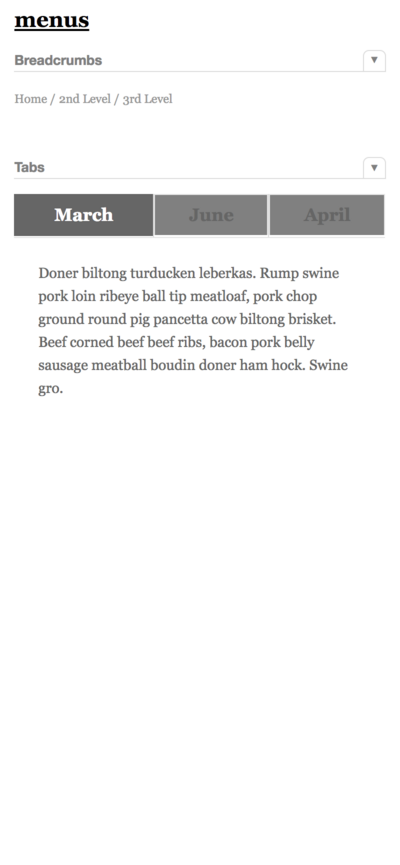 menus
Breadcrumbs ▼
Home / 2nd Level / 3rd Level
Tabs ▼
March June April
Doner biltong turducken leberkas. Rump swine
pork loin ribeye ball tip meatloaf, pork chop
ground round pig pancetta cow biltong brisket.
Beef corned beef beef ribs, bacon pork belly
sausage meatball boudin doner ham hock. Swine
gro.